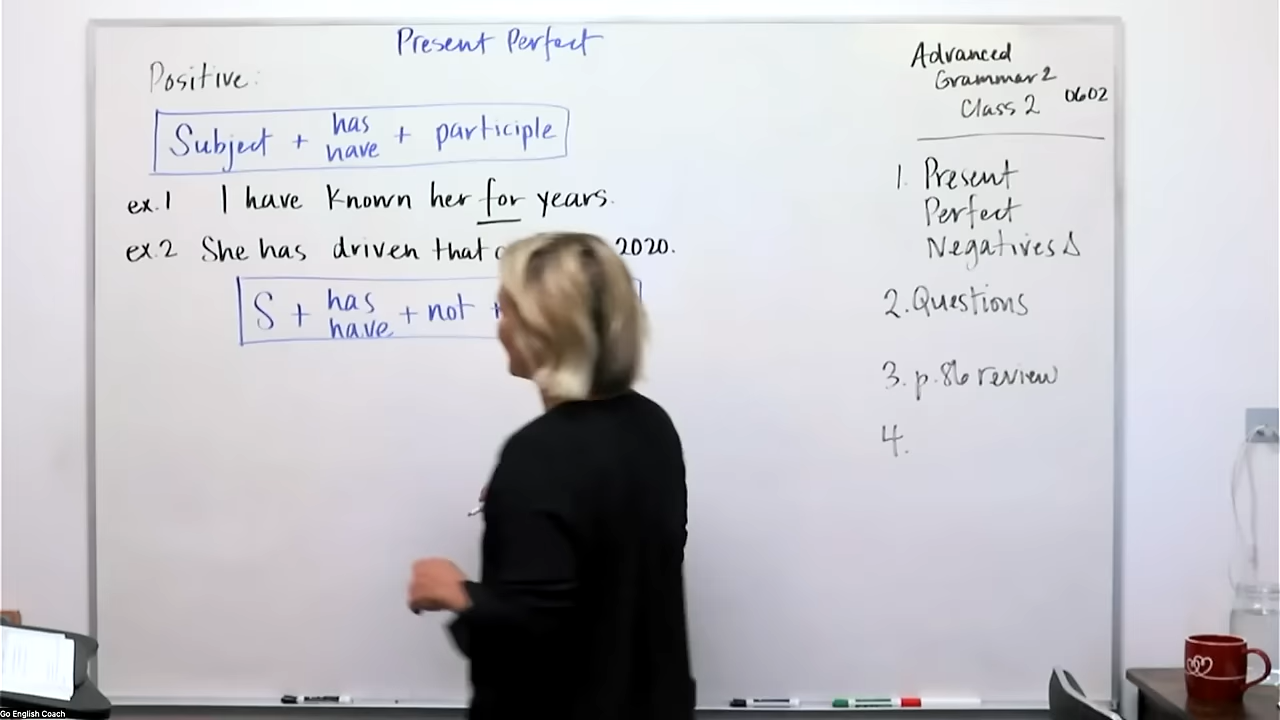 Present Perfect
Positive:
Subject + has have + participle
ex.1 I have known her for years.
ex.2 She has driven that 2020.
S + has have + not +
Advanced
Grammar 2
Class 2 0602
1. Present
Perfect
Negatives Δ
2. Questions
3. p.86 review
4.
Go English Coach